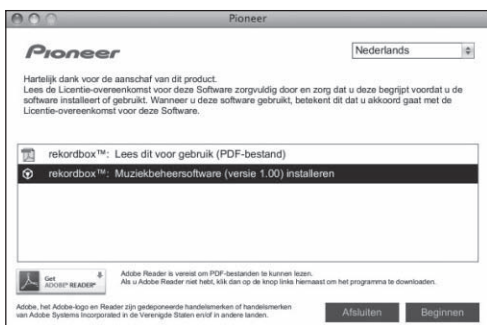 Pioneer
Pioneer
Nederlands
Hartelijk dank voor de aanschaf van dit product.
Lees de Licentie-overeenkomst voor deze Software zorgvuldig door en zorg dat u deze begrijpt voordat u de
software installeert of gebruikt. Wanneer u deze software gebruikt, betekent dit dat u akkoord gaat met de
Licentie-overeenkomst voor deze Software.
rekordbox™: Lees dit voor gebruik (PDF-bestand)
rekordbox™: Muziekbeheersoftware (versie 1.00) installeren
Get
ADOBE® READER®
Adobe Reader is vereist om PDF-bestanden te kunnen lezen.
Als u Adobe Reader niet hebt, klik dan op de knop links hiernaast om het programma te downloaden.
Adobe, het Adobe-logo en Reader zijn gedeponeerde handelsmerken of handelsmerken
van Adobe Systems Incorporated in de Verenigde Staten en/of in andere landen.
Afsluiten
Beginnen